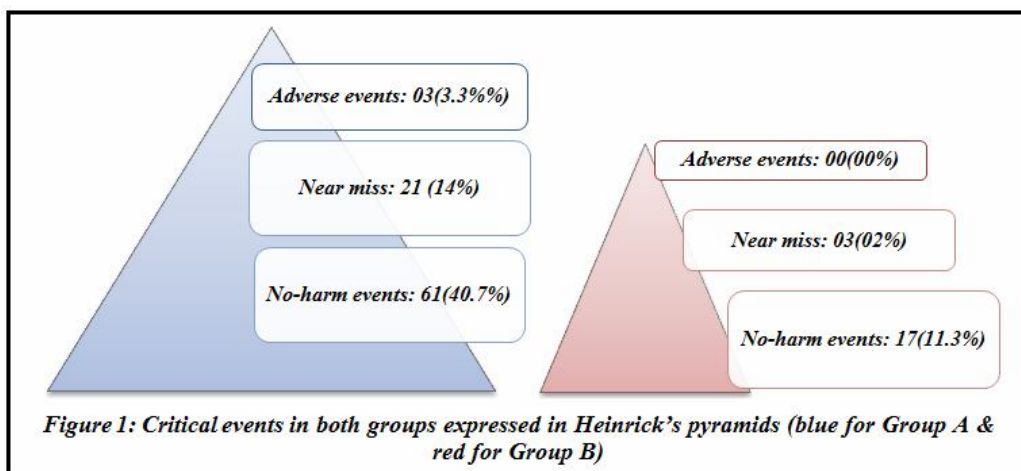 Adverse events: 03(3.3%%)
Near miss: 21 (14%)
No-harm events: 61(40.7%)
Adverse events: 00(00%)
Near miss: 03(02%)
No-harm events: 17(11.3%)
Figure 1: Critical events in both groups expressed in Heinrick's pyramids (blue for Group A &
red for Group B)